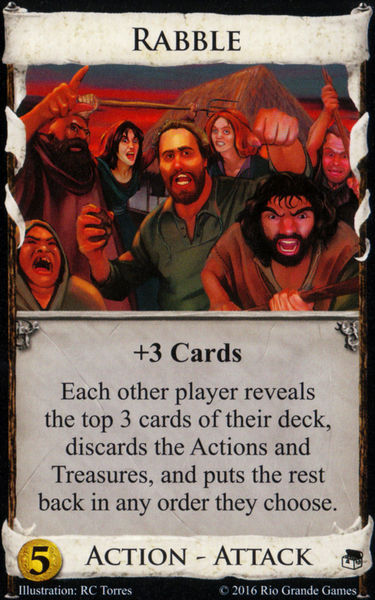 RABBLE
+3 Cards
Each other player reveals
the top 3 cards of their deck,
discards the Actions and
Treasures, and puts the rest
back in any order they choose.
5 ACTION - ATTACK
Illustration: RC Torres © 2016 Rio Grande Games